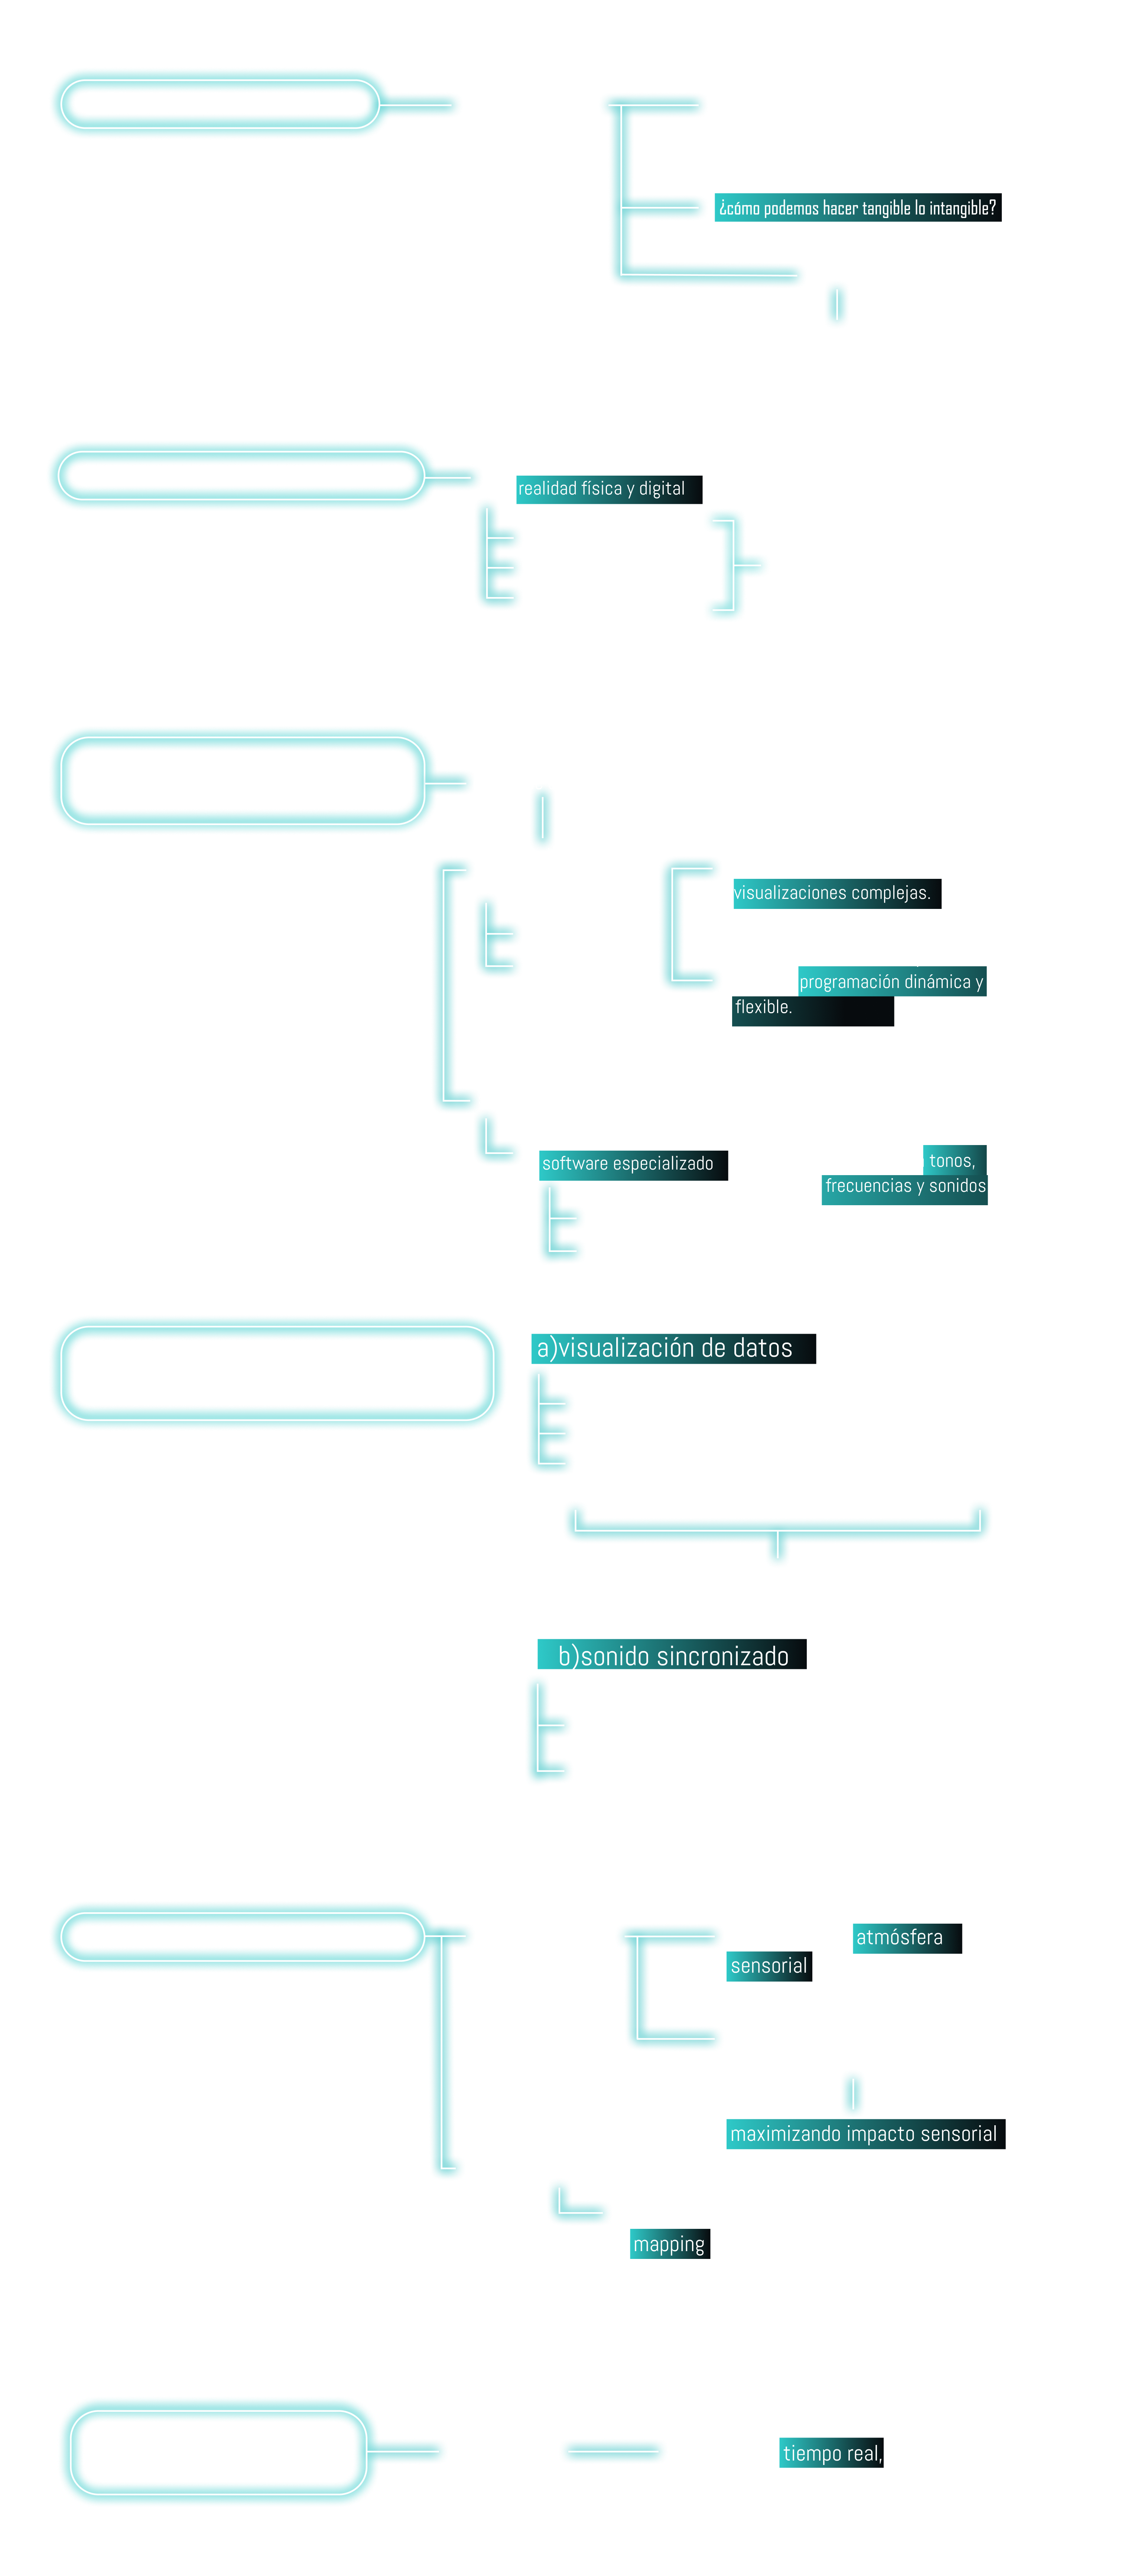 ¿cómo podemos hacer tangible lo intangible?
realidad física y digital
visualizaciones complejas.
programación dinámica y
flexible.
software especializado
tonos,
frecuencias y sonidos
a)visualización de datos
b)sonido sincronizado
atmósfera
sensorial
maximizando impacto sensorial
mapping
tiempo real,